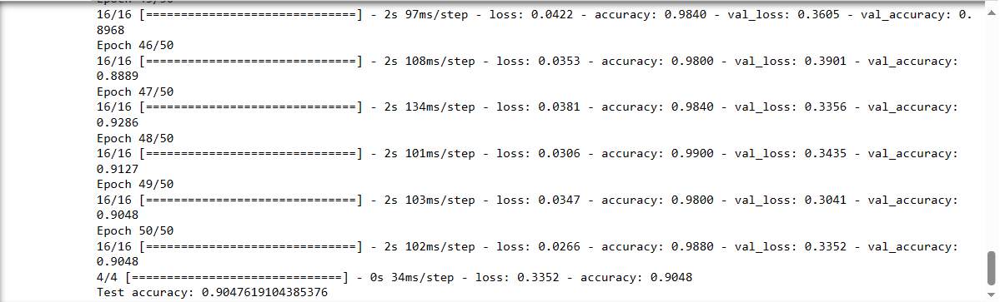 16/16 [==============================] - 2s 97ms/step - loss: 0.0422 - accuracy: 0.9840 - val_loss: 0.3605 - val_accuracy: 0.
8968
Epoch 46/50
16/16 [==============================] - 2s 108ms/step - loss: 0.0353 - accuracy: 0.9800 - val_loss: 0.3901 - val_accuracy:
0.8889
Epoch 47/50
16/16 [==============================] - 2s 134ms/step - loss: 0.0381 - accuracy: 0.9840 - val_loss: 0.3356 - val_accuracy:
0.9286
Epoch 48/50
16/16 [==============================] - 2s 101ms/step - loss: 0.0306 - accuracy: 0.9900 - val_loss: 0.3435 - val_accuracy:
0.9127
Epoch 49/50
16/16 [==============================] - 2s 103ms/step - loss: 0.0347 - accuracy: 0.9800 - val_loss: 0.3041 - val_accuracy:
0.9048
Epoch 50/50
16/16 [==============================] - 2s 102ms/step - loss: 0.0266 - accuracy: 0.9880 - val_loss: 0.3352 - val_accuracy:
0.9048
4/4 [==============================] - 0s 34ms/step - loss: 0.3352 - accuracy: 0.9048
Test accuracy: 0.9047619104385376